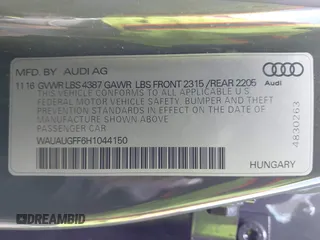 MFD BY: AUDI AG
11 16 GVWR LBS 4387 GAWR LBS FRONT 2315 / REAR 2205
THIS VEHICLE CONFORMS TO ALL APPLICABLE U.S.
FEDERAL MOTOR VEHICLE SAFETY, BUMPER AND THEFT
PREVENTION STANDARDS IN EFFECT ON THE DATE OF
MANUFACTURE SHOWN ABOVE.
WAUAUGFF6H1044150
HUNGARY
Audi
4830263
DREAMBID